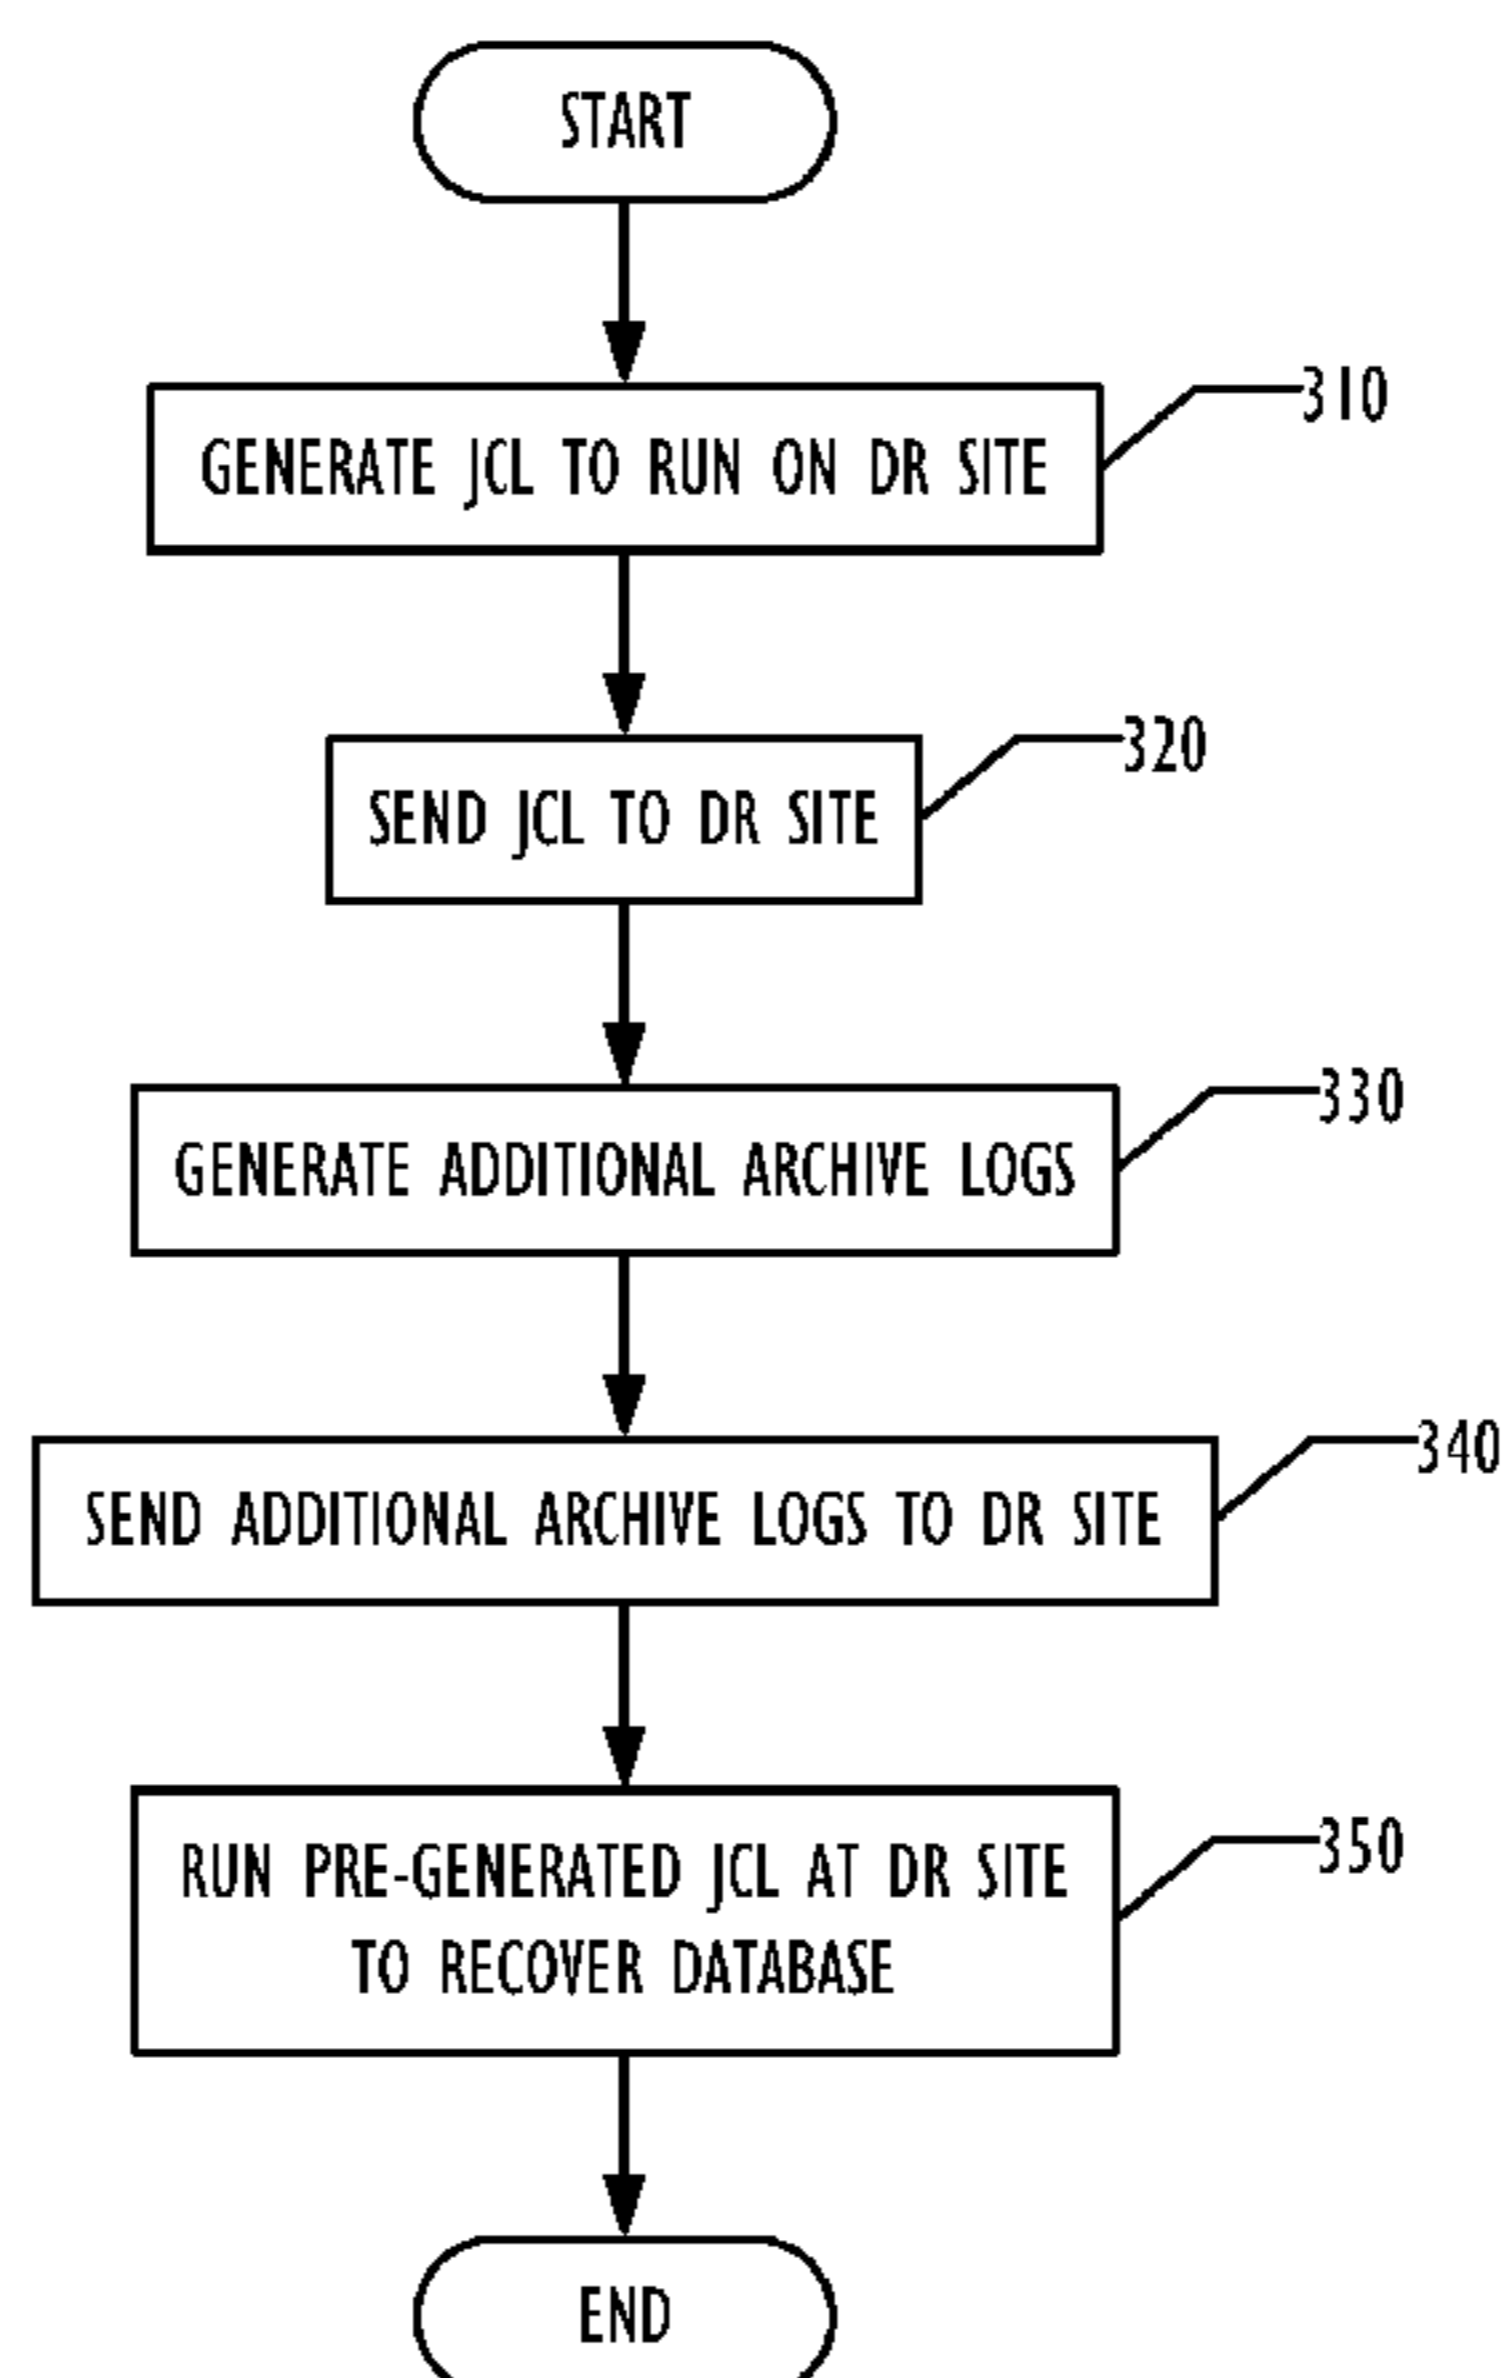 START
310
GENERATE JCL TO RUN ON DR SITE
320
SEND JCL TO DR SITE
330
GENERATE ADDITIONAL ARCHIVE LOGS
340
SEND ADDITIONAL ARCHIVE LOGS TO DR SITE
350
RUN PRE-GENERATED JCL AT DR SITE
TO RECOVER DATABASE
END